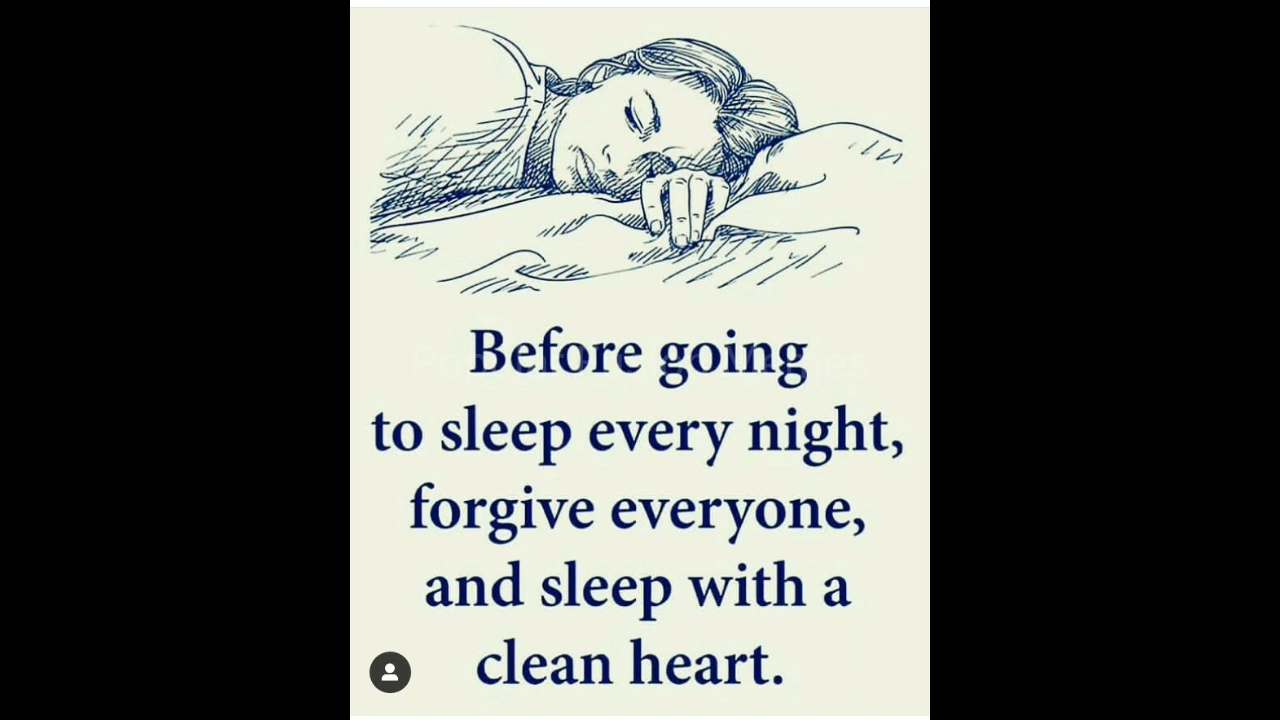 Before going
to sleep every night,
forgive everyone,
and sleep with a
clean heart.